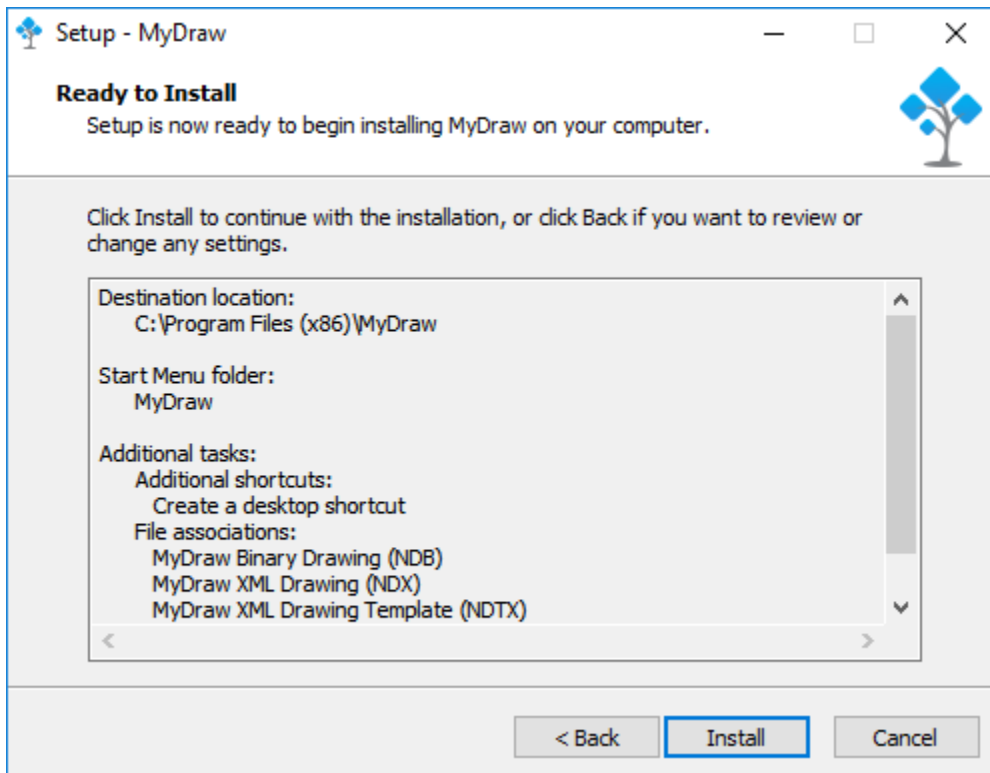 Setup - MyDraw
Ready to Install
Setup is now ready to begin installing MyDraw on your computer.
Click Install to continue with the installation, or click Back if you want to review or
change any settings.
Destination location:
C:\Program Files (x86)\MyDraw
Start Menu folder:
MyDraw
Additional tasks:
Additional shortcuts:
Create a desktop shortcut
File associations:
MyDraw Binary Drawing (NDB)
MyDraw XML Drawing (NDX)
MyDraw XML Drawing Template (NDTX)
< Back Install Cancel